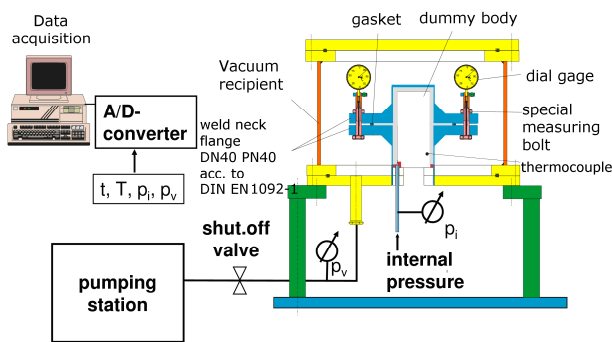 Data
acquisition
A/D-
converter
t, T, pi, pv
Vacuum
recipient
weld neck
flange
DN40 PN40
acc. to
DIN EN1092-1
gasket
dummy body
dial gage
special
measuring
bolt
thermocouple
shut.off
valve
pv
pi
internal
pressure
pumping
station